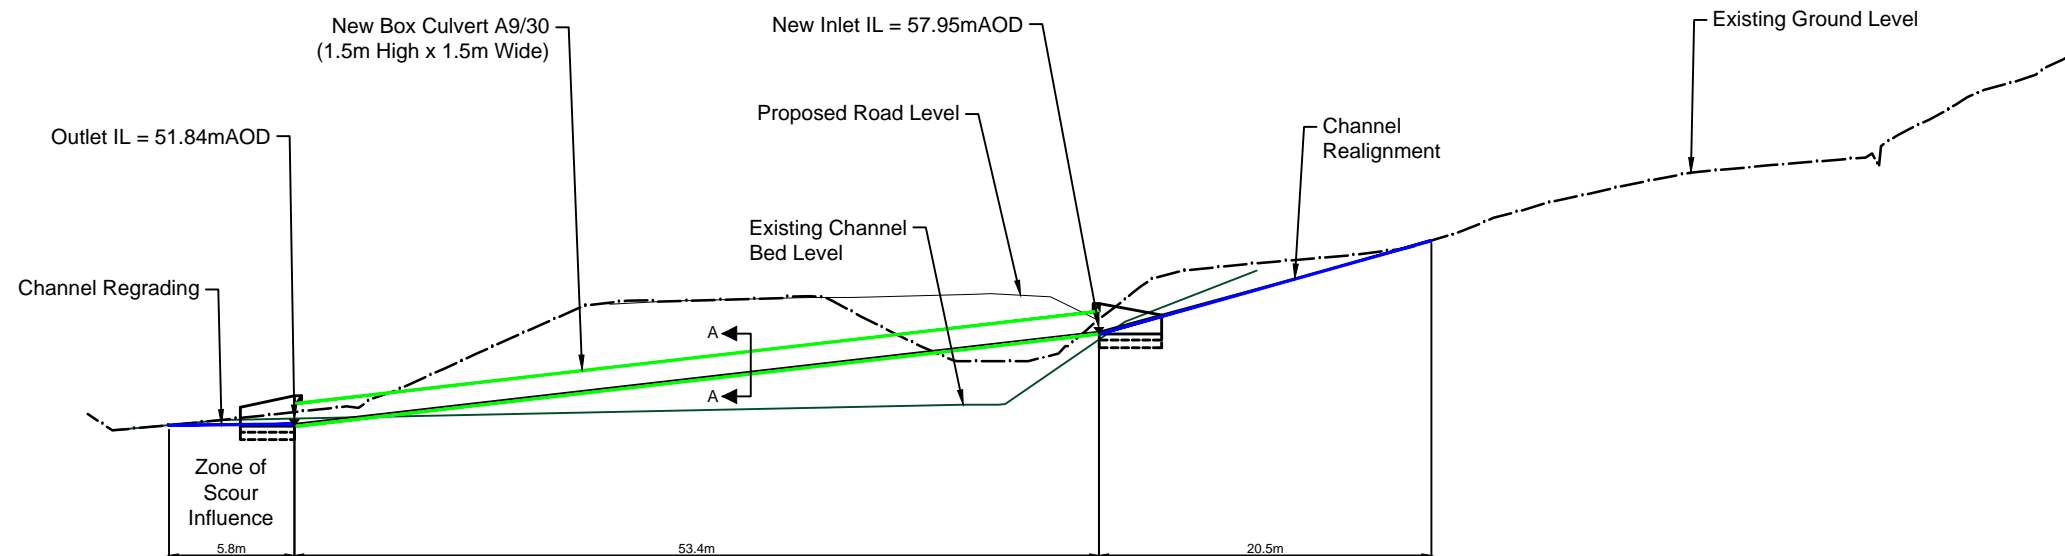 New Box Culvert A9/30
(1.5m High x 1.5m Wide)
New Inlet IL = 57.95mAOD
Existing Ground Level
Proposed Road Level
Channel
Realignment
Outlet IL = 51.84mAOD
Existing Channel
Bed Level
Channel Regrading
A
A
Zone of
Scour
Influence
5.8m
53.4m
20.5m